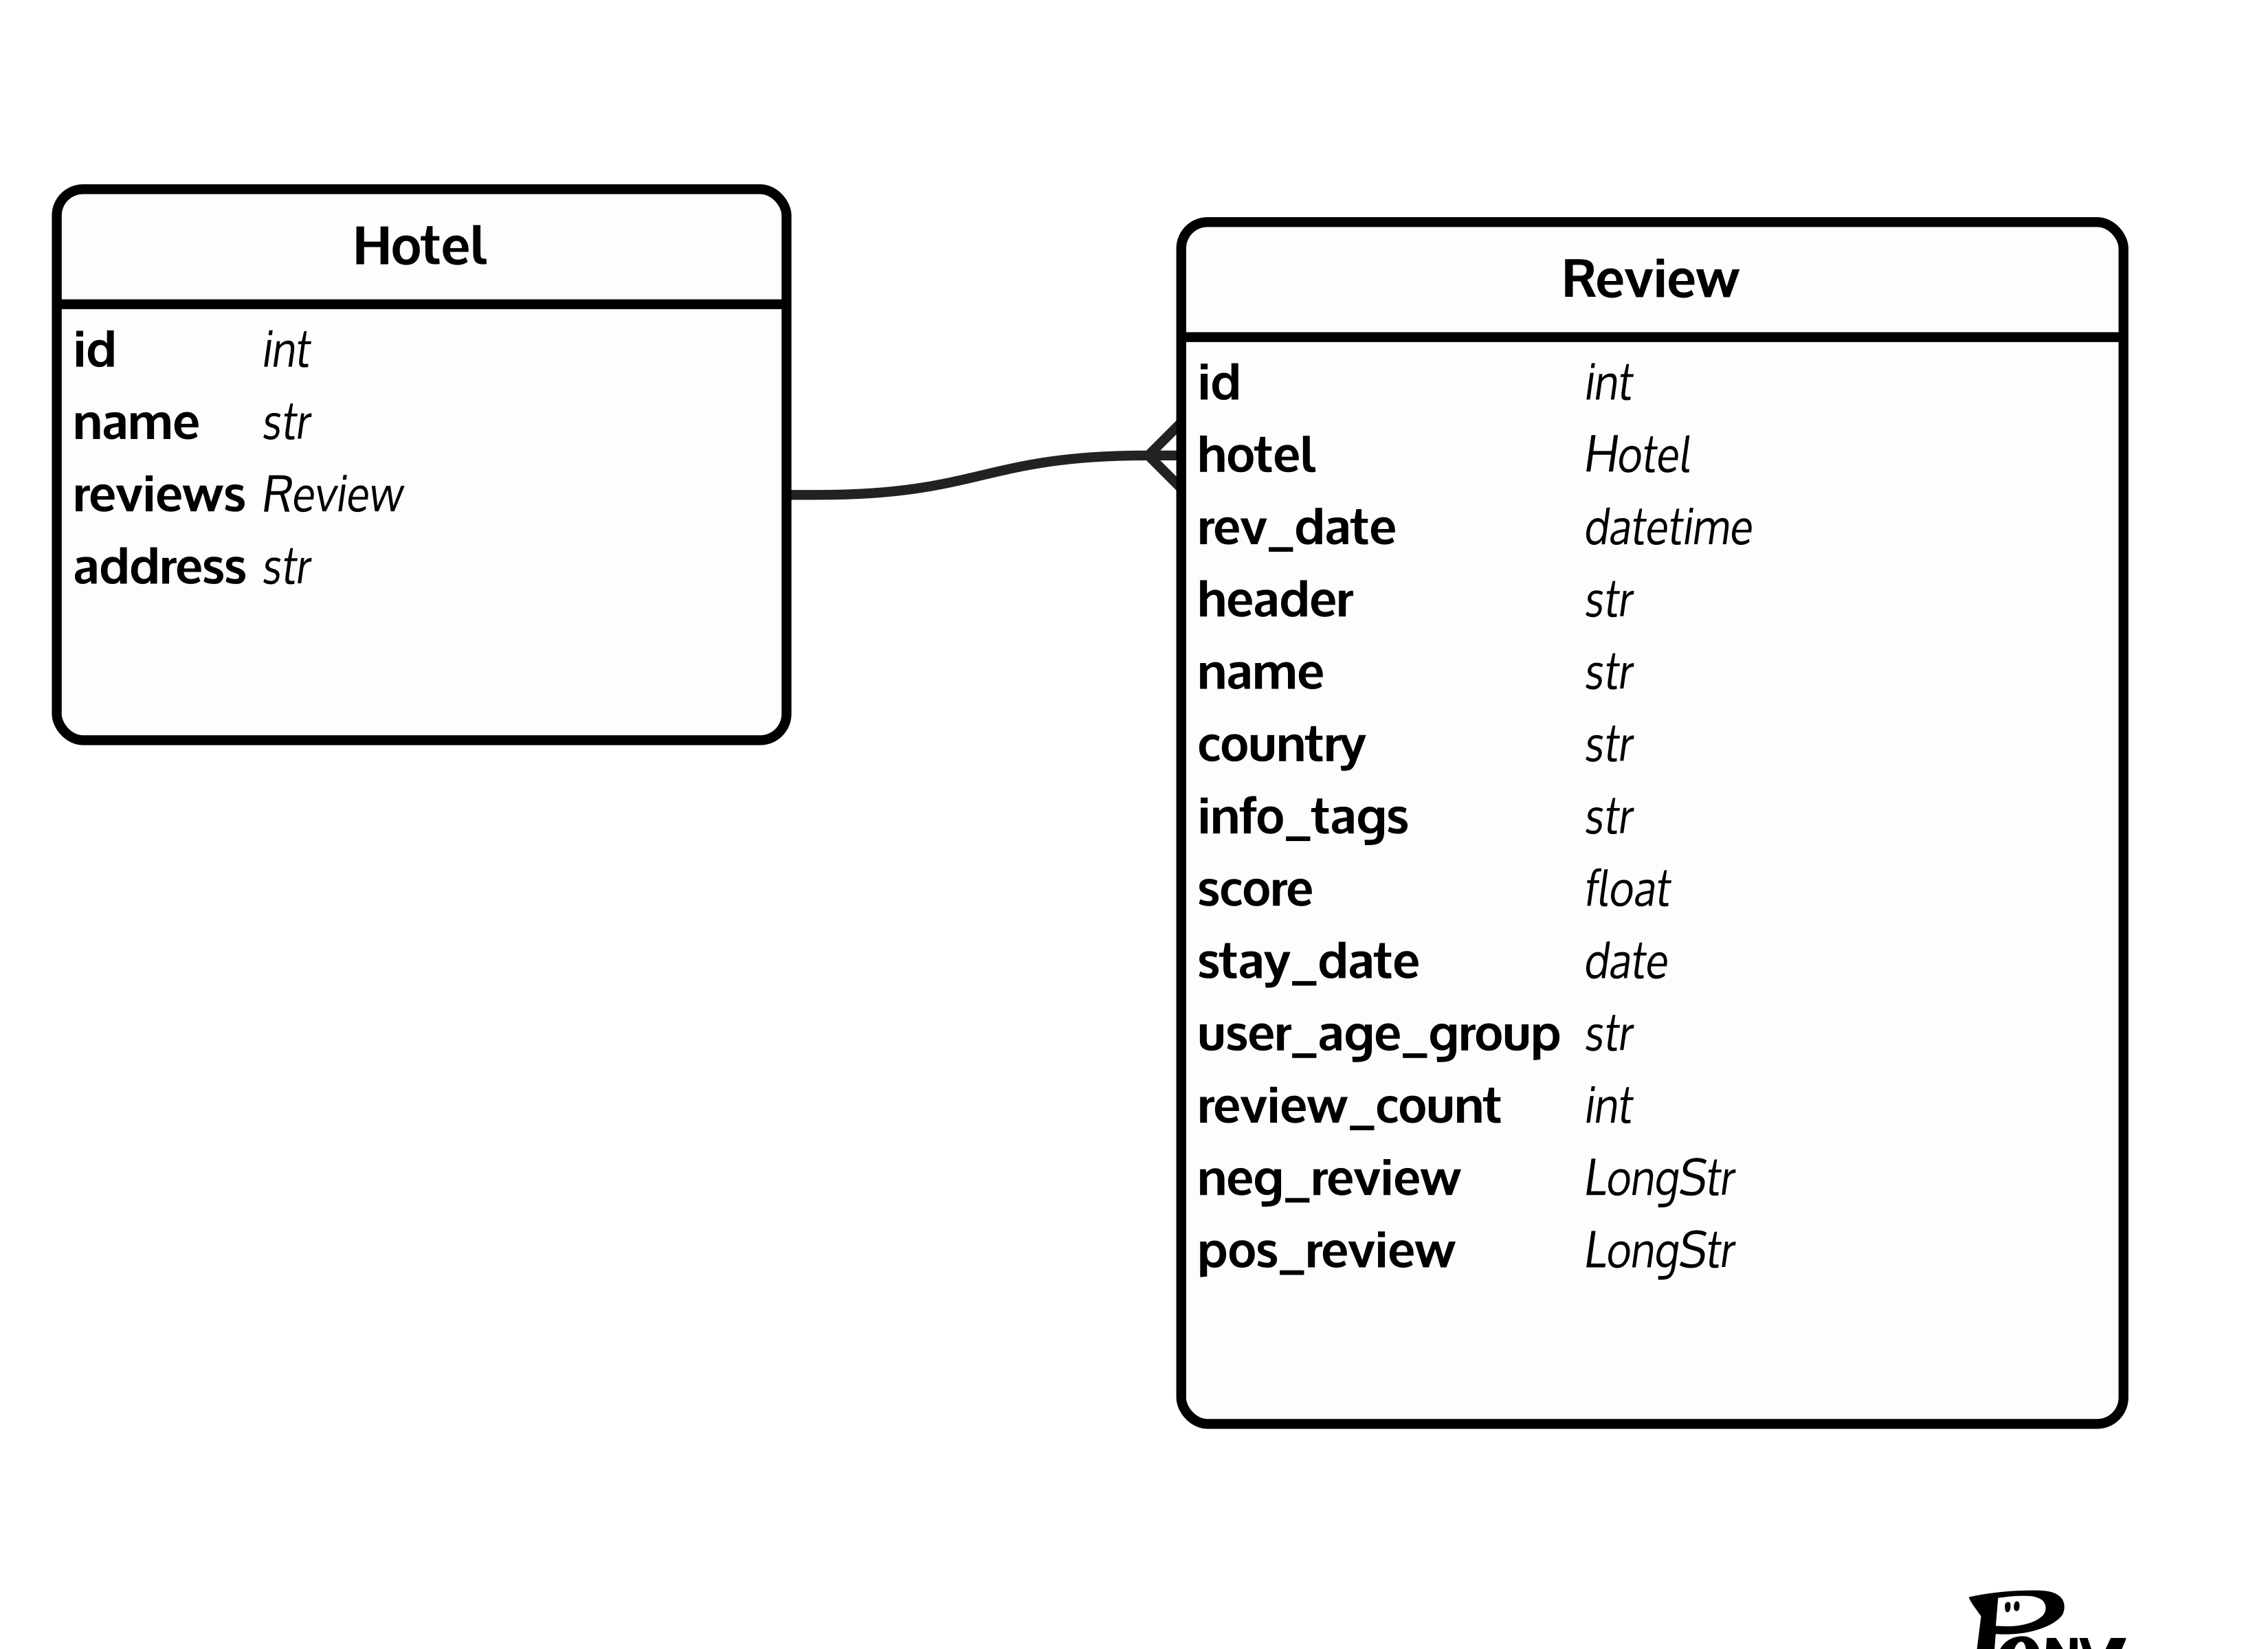 Hotel
id int
name str
reviews Review
address str
Review
id int
hotel Hotel
rev_date datetime
header str
name str
country str
info_tags str
score float
stay_date date
user_age_group str
review_count int
neg_review LongStr
pos_review LongStr